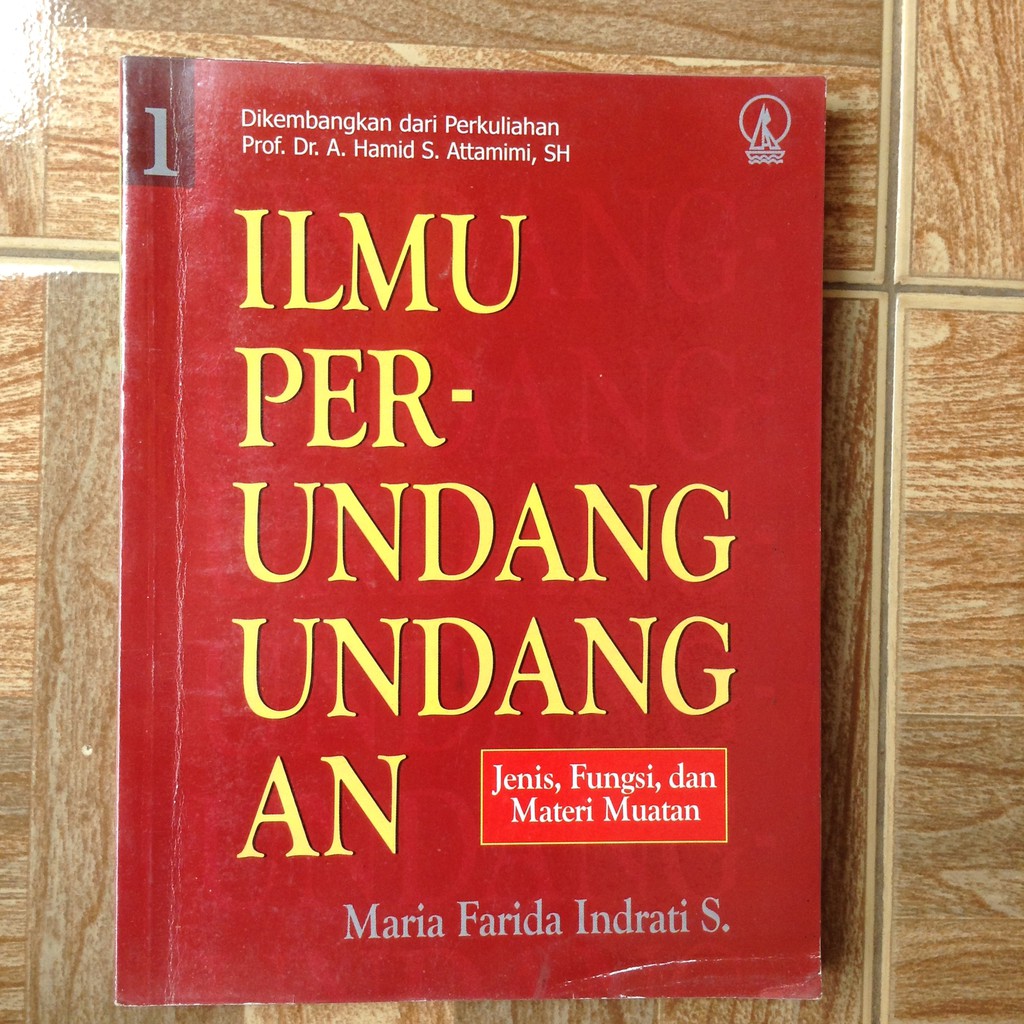 1
Dikembangkan dari Perkuliahan
Prof. Dr. A. Hamid S. Attamimi, SH
ILMU
PER-
UNDANG
UNDANG
AN
Jenis, Fungsi, dan
Materi Muatan
Maria Farida Indrati S.